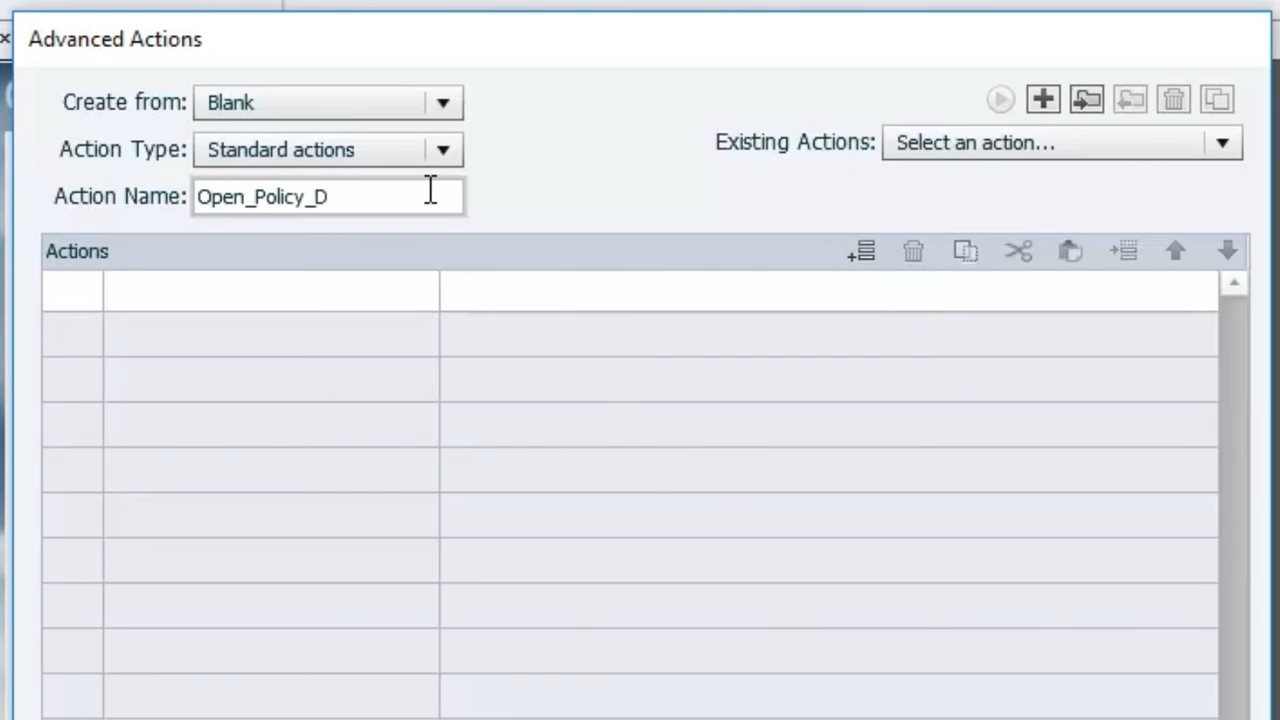 Advanced Actions
Create from: Blank
Action Type: Standard actions
Existing Actions: Select an action...
Action Name: Open_Policy_D
Actions